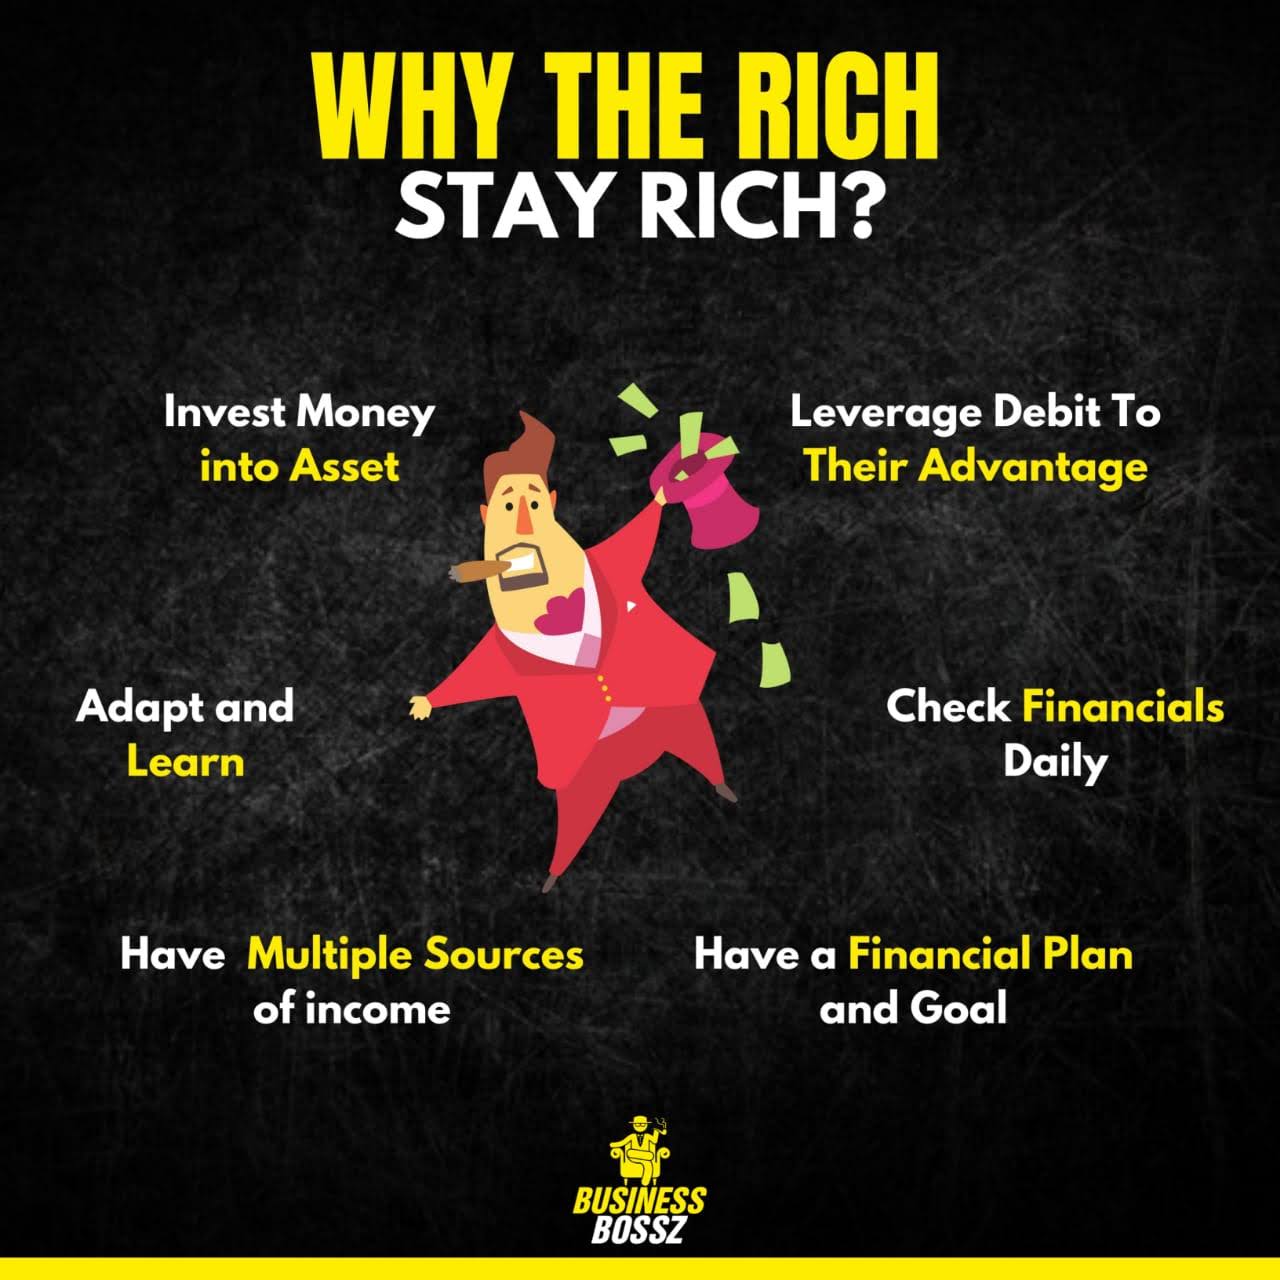 WHY THE RICH
STAY RICH?
Invest Money
into Asset
Leverage Debit To
Their Advantage
Adapt and
Learn
Check Financials
Daily
Have Multiple Sources
of income
Have a Financial Plan
and Goal
BUSINESS
BOSSZ